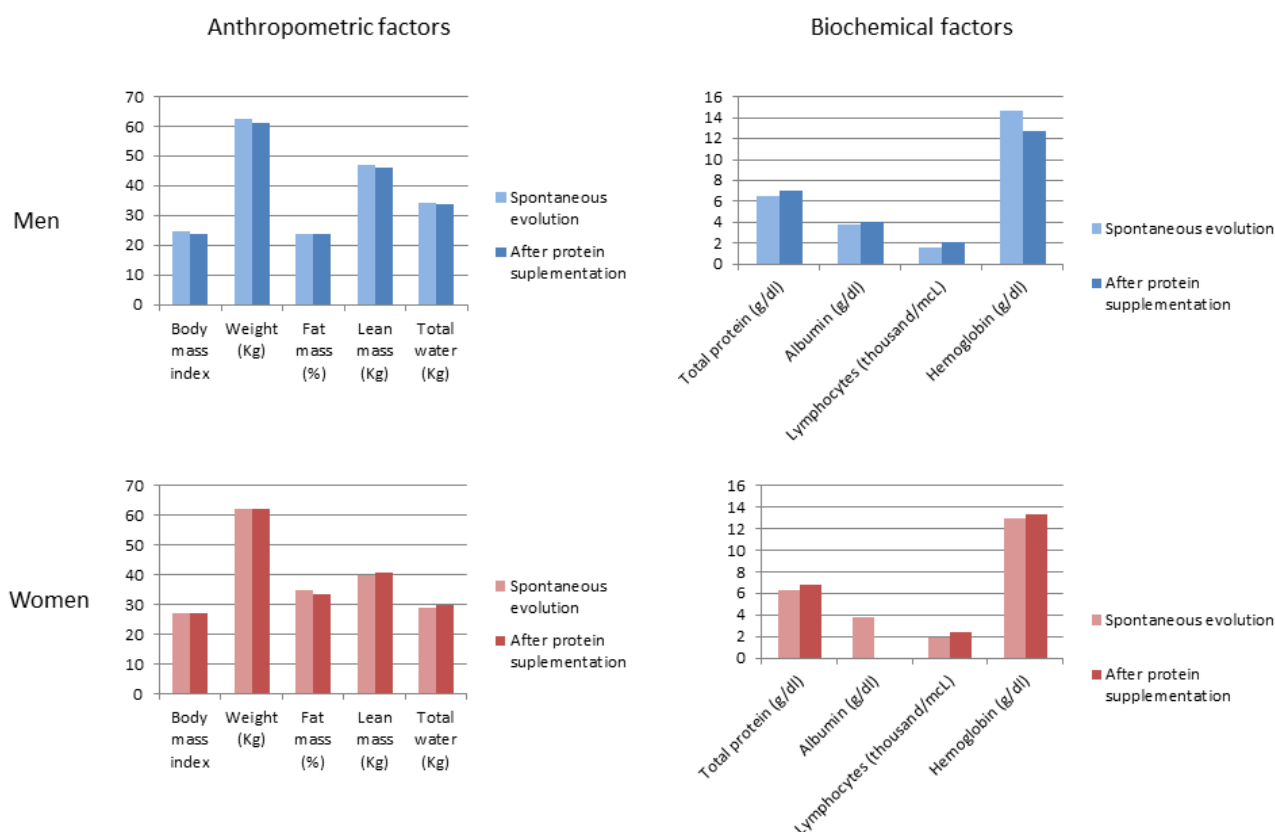 Anthropometric factors
Biochemical factors
Men
70
60
50
40
30
20
10
0
Body
mass
index
Weight
(Kg)
Fat
mass
(%)
Lean
mass
(Kg)
Total
water
(Kg)
Spontaneous
evolution
After protein
suplementation
16
14
12
10
8
6
4
2
0
Total protein (g/dl)
Albumin (g/dl)
Lymphocytes (thousand/mcL)
Hemoglobin (g/dl)
Spontaneous evolution
After protein
supplementation
Women
70
60
50
40
30
20
10
0
Body
mass
index
Weight
(Kg)
Fat
mass
(%)
Lean
mass
(Kg)
Total
water
(Kg)
Spontaneous
evolution
After protein
suplementation
16
14
12
10
8
6
4
2
0
Total protein (g/dl)
Albumin (g/dl)
Lymphocytes (thousand/mcL)
Hemoglobin (g/dl)
Spontaneous evolution
After protein
supplementation